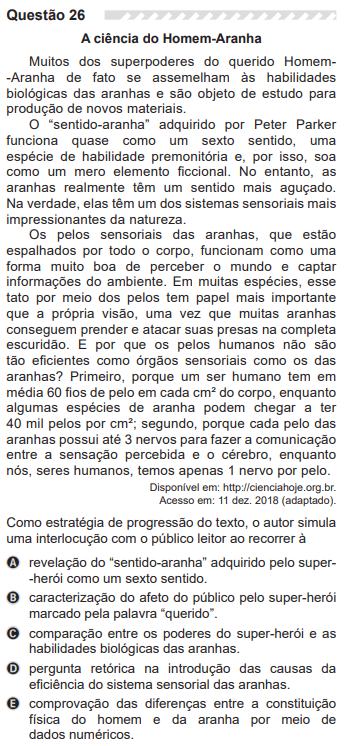 Questão 26
A ciência do Homem-Aranha
Muitos dos superpoderes do querido Homem-
-Aranha de fato se assemelham às habilidades
biológicas das aranhas e são objeto de estudo para
produção de novos materiais.
O “sentido-aranha” adquirido por Peter Parker
funciona quase como um sexto sentido, uma
espécie de habilidade premonitória e, por isso, soa
como um mero elemento ficcional. No entanto, as
aranhas realmente têm um sentido mais aguçado.
Na verdade, elas têm um dos sistemas sensoriais mais
impressionantes da natureza.
Os pelos sensoriais das aranhas, que estão
espalhados por todo o corpo, funcionam como uma
forma muito boa de perceber o mundo e captar
informações do ambiente. Em muitas espécies, esse
tato por meio dos pelos tem papel mais importante
que a própria visão, uma vez que muitas aranhas
conseguem prender e atacar suas presas na completa
escuridão. E por que os pelos humanos não são
tão eficientes como órgãos sensoriais como os das
aranhas? Primeiro, porque um ser humano tem em
média 60 fios de pelo em cada cm² do corpo, enquanto
algumas espécies de aranha podem chegar a ter
40 mil pelos por cm²; segundo, porque cada pelo das
aranhas possui até 3 nervos para fazer a comunicação
entre a sensação percebida e o cérebro, enquanto
nós, seres humanos, temos apenas 1 nervo por pelo.
Disponível em: http://cienciahoje.org.br.
Acesso em: 11 dez. 2018 (adaptado).
Como estratégia de progressão do texto, o autor simula
uma interlocução com o público leitor ao recorrer à
A revelação do “sentido-aranha” adquirido pelo super-
-herói como um sexto sentido.
B caracterização do afeto do público pelo super-herói
marcado pela palavra “querido”.
C comparação entre os poderes do super-herói e as
habilidades biológicas das aranhas.
D pergunta retórica na introdução das causas da
eficiência do sistema sensorial das aranhas.
E comprovação das diferenças entre a constituição
física do homem e da aranha por meio de
dados numéricos.